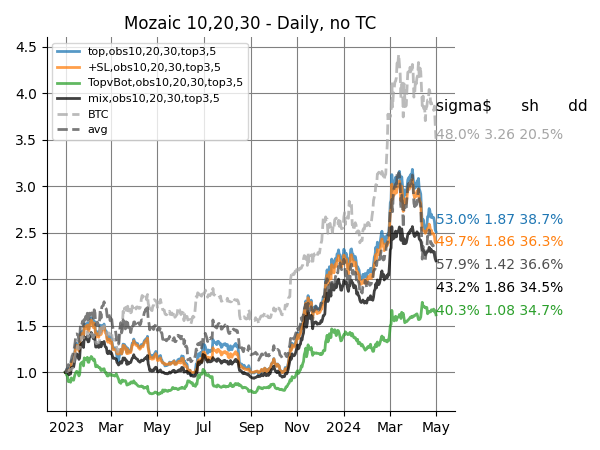 Mozaic 10,20,30 - Daily, no TC
top,obs10,20,30,top3,5
+SL,obs10,20,30,top3,5
TopvBot,obs10,20,30,top3,5
mix,obs10,20,30,top3,5
BTC
avg
4.5
4.0
3.5
3.0
2.5
2.0
1.5
1.0
sigma$ sh dd
48.0% 3.26 20.5%
53.0% 1.87 38.7%
49.7% 1.86 36.3%
57.9% 1.42 36.6%
43.2% 1.86 34.5%
40.3% 1.08 34.7%
2023 Mar May Jul Sep Nov 2024 Mar May